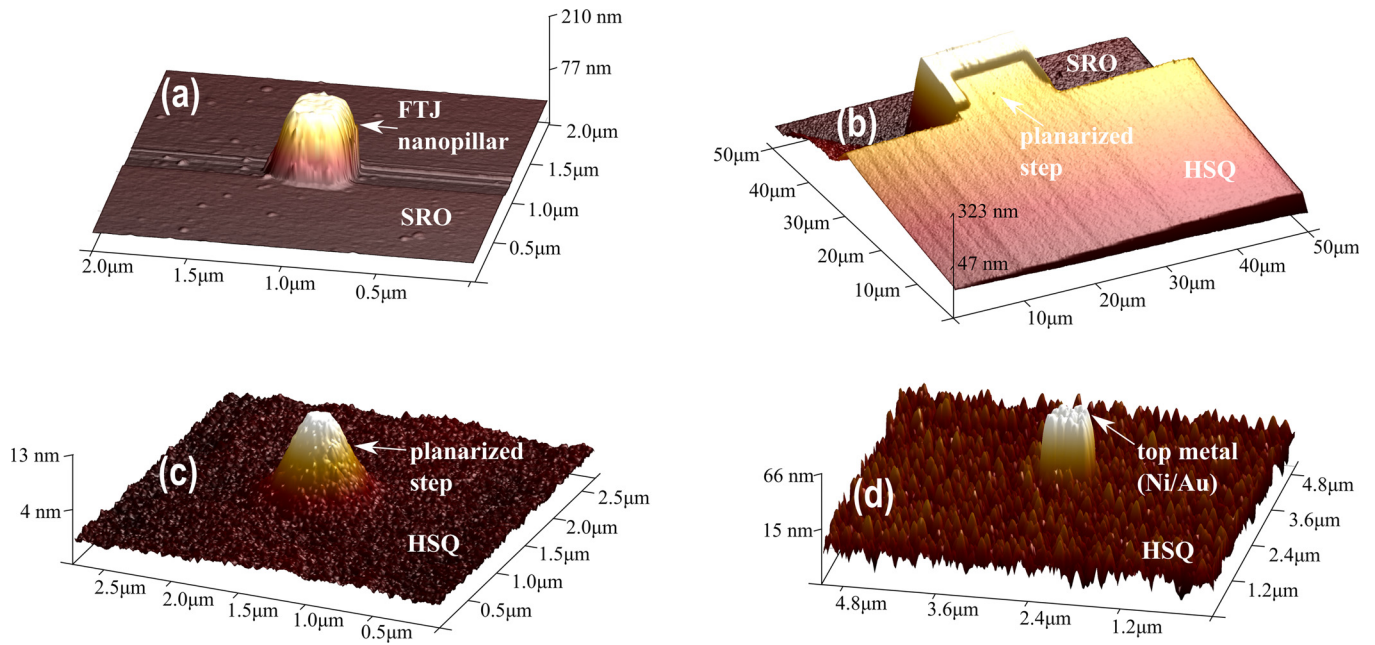 (a)
210 nm
77 nm
FTJ
nanopillar
SRO
2.0μm
1.5μm
1.0μm
0.5μm
2.0μm
1.5μm
1.0μm
0.5μm
(b)
SRO
planarized
step
HSQ
50μm
40μm
30μm
20μm
10μm
323 nm
47 nm
10μm
20μm
30μm
40μm
50μm
(c)
13 nm
4 nm
planarized
step
HSQ
2.5μm
2.0μm
1.5μm
1.0μm
0.5μm
2.5μm
2.0μm
1.5μm
1.0μm
0.5μm
(d)
66 nm
15 nm
top metal
(Ni/Au)
HSQ
4.8μm
3.6μm
2.4μm
1.2μm
4.8μm
3.6μm
2.4μm
1.2μm